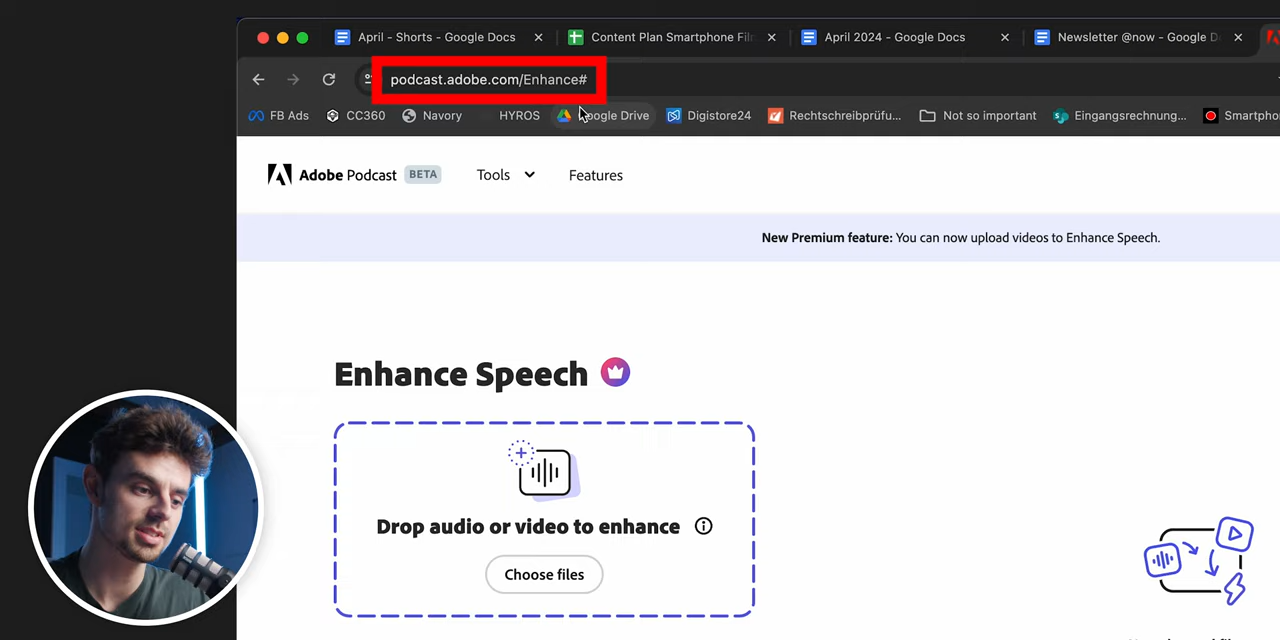 April - Shorts - Google Docs
Content Plan Smartphone Fil
April 2024 - Google Docs
Newsletter @now - Google D
podcast.adobe.com/Enhance#
FB Ads
CC360
Navory
HYROS
Google Drive
Digistore24
Rechtschreibprüfu...
Not so important
Eingangsrechnung...
Smartpho
Adobe Podcast BETA
Tools
Features
New Premium feature: You can now upload videos to Enhance Speech.
Enhance Speech
Drop audio or video to enhance
Choose files